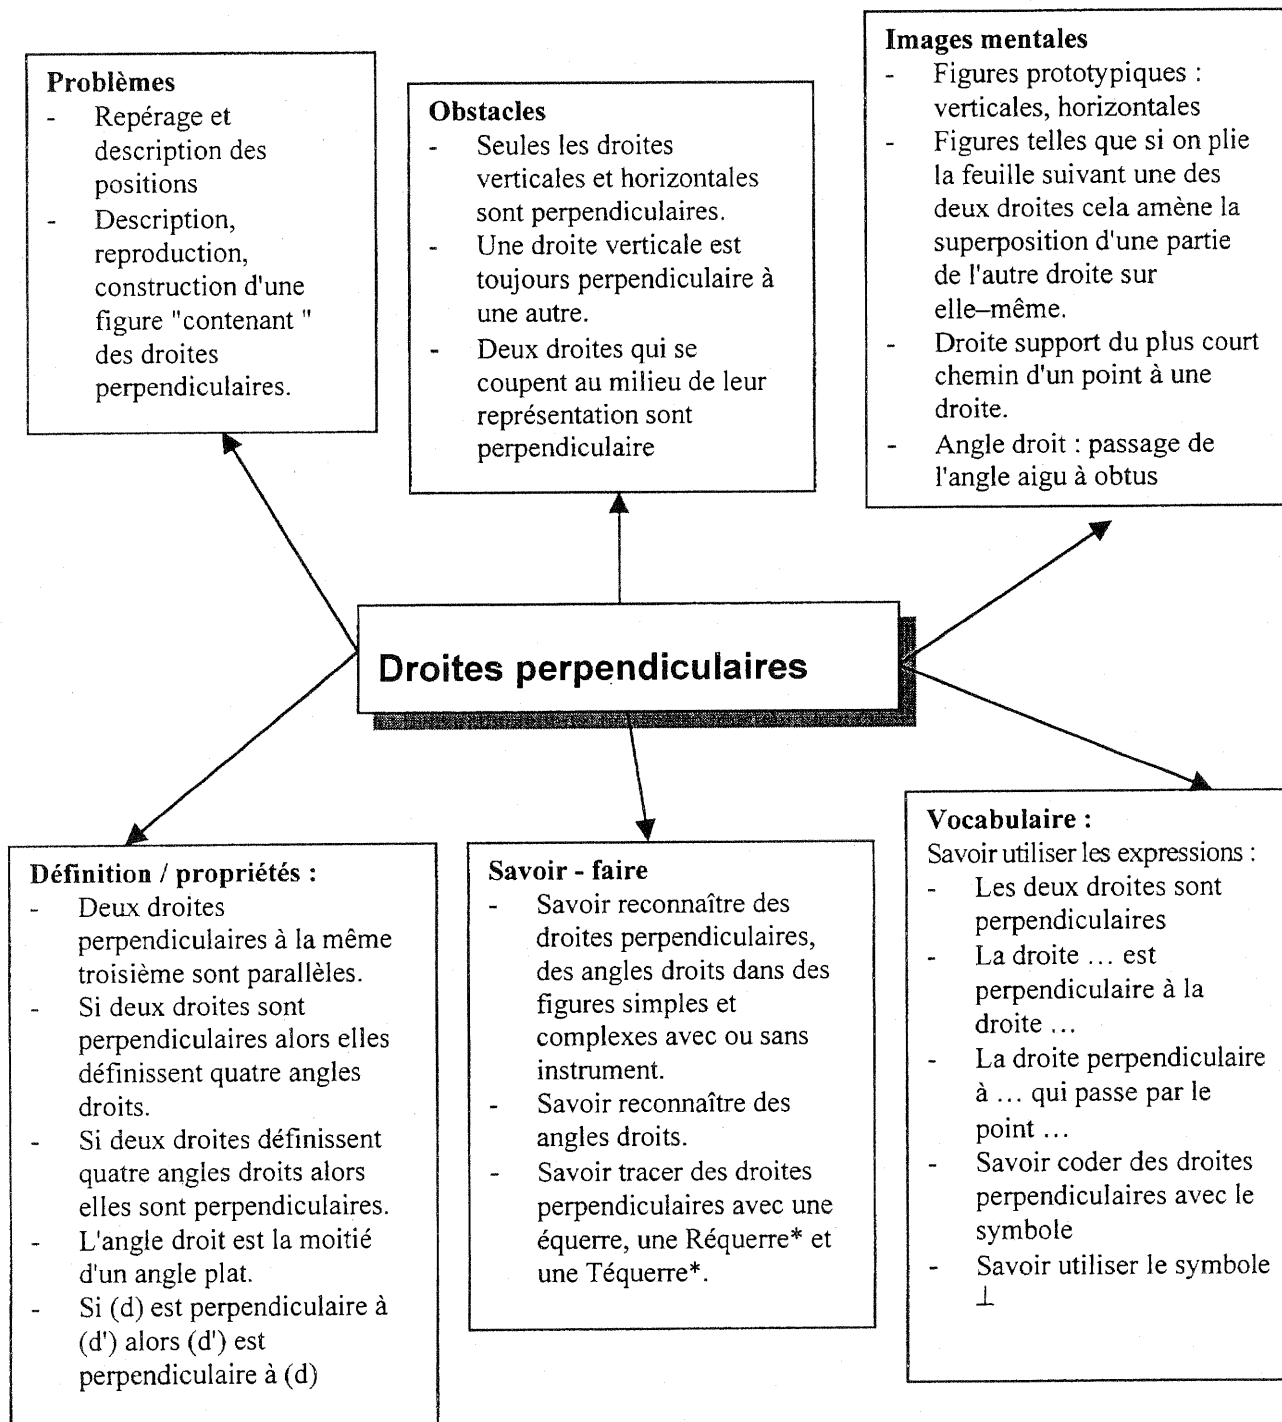 Problèmes
- Repérage et
description des
positions
- Description,
reproduction,
construction d'une
figure "contenant "
des droites
perpendiculaires.
Obstacles
- Seules les droites
verticales et horizontales
sont perpendiculaires.
- Une droite verticale est
toujours perpendiculaire à
une autre.
- Deux droites qui se
coupent au milieu de leur
représentation sont
perpendiculaire
Images mentales
- Figures prototypiques :
verticales, horizontales
- Figures telles que si on plie
la feuille suivant une des
deux droites cela amène la
superposition d'une partie
de l'autre droite sur
elle–même.
- Droite support du plus court
chemin d'un point à une
droite.
- Angle droit : passage de
l'angle aigu à obtus
Droites perpendiculaires
Définition / propriétés :
- Deux droites
perpendiculaires à la même
troisième sont parallèles.
- Si deux droites sont
perpendiculaires alors elles
définissent quatre angles
droits.
- Si deux droites définissent
quatre angles droits alors
elles sont perpendiculaires.
- L'angle droit est la moitié
d'un angle plat.
- Si (d) est perpendiculaire à
(d') alors (d') est
perpendiculaire à (d)
Savoir - faire
- Savoir reconnaître des
droites perpendiculaires,
des angles droits dans des
figures simples et
complexes avec ou sans
instrument.
- Savoir reconnaître des
angles droits.
- Savoir tracer des droites
perpendiculaires avec une
équerre, une Réquerre* et
une Téquerre*.
Vocabulaire :
Savoir utiliser les expressions :
- Les deux droites sont
perpendiculaires
- La droite … est
perpendiculaire à la
droite …
- La droite perpendiculaire
à … qui passe par le
point …
- Savoir coder des droites
perpendiculaires avec le
symbole
- Savoir utiliser le symbole
⊥